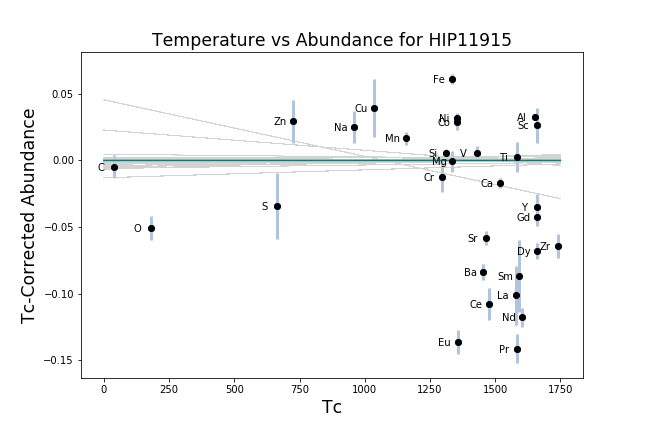 Temperature vs Abundance for HIP11915
Tc-Corrected Abundance
0.05
0.00
−0.05
−0.10
−0.15
Fe
Cu
Zn
Na
Mn
Ni
Co
Al
Sc
Si
V
Ti
Mg
C
Cr
Ca
S
Y
Gd
O
Sr
Zr
Dy
Ba
Sm
La
Ce
Nd
Eu
Pr
0
250
500
750
1000
1250
1500
1750
Tc